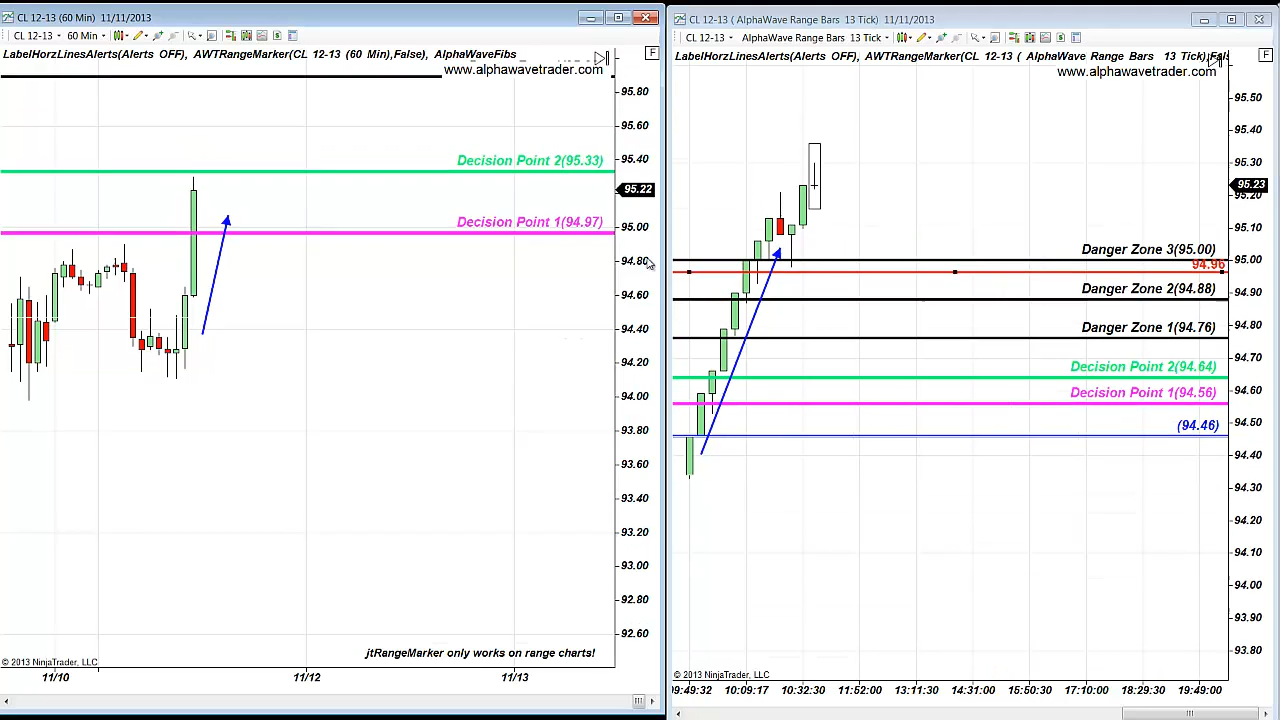 CL 12-13 (60 Min) 11/11/2013
CL 12-13 60 Min
LabelHorzLinesAlerts(Alerts OFF), AWTRangeMarker(CL 12-13 (60 Min),False), AlphaWaveFibs
F
www.alphawavetrader.com
95.80
95.60
95.40
95.22
95.00
94.80
94.60
94.40
94.20
94.00
93.80
93.60
93.40
93.20
93.00
92.80
92.60
Decision Point 2(95.33)
Decision Point 1(94.97)
jtRangeMarker only works on range charts!
© 2013 NinjaTrader, LLC
11/10
11/12
11/13
CL 12-13 ( AlphaWave Range Bars 13 Tick) 11/11/2013
CL 12-13 AlphaWave Range Bars 13 Tick
LabelHorzLinesAlerts(Alerts OFF), AWTRangeMarker(CL 12-13 ( AlphaWave Range Bars 13 Tick),Fals
F
www.alphawavetrader.com
95.50
95.40
95.30
95.23
95.20
95.10
95.00
94.90
94.80
94.70
94.60
94.50
94.40
94.30
94.20
94.10
94.00
93.90
93.80
Danger Zone 3(95.00)
94.96
Danger Zone 2(94.88)
Danger Zone 1(94.76)
Decision Point 2(94.64)
Decision Point 1(94.56)
(94.46)
© 2013 NinjaTrader, LLC
09:49:32
10:09:17
10:32:30
11:52:00
13:11:30
14:31:00
15:50:30
17:10:00
18:29:30
19:49:00